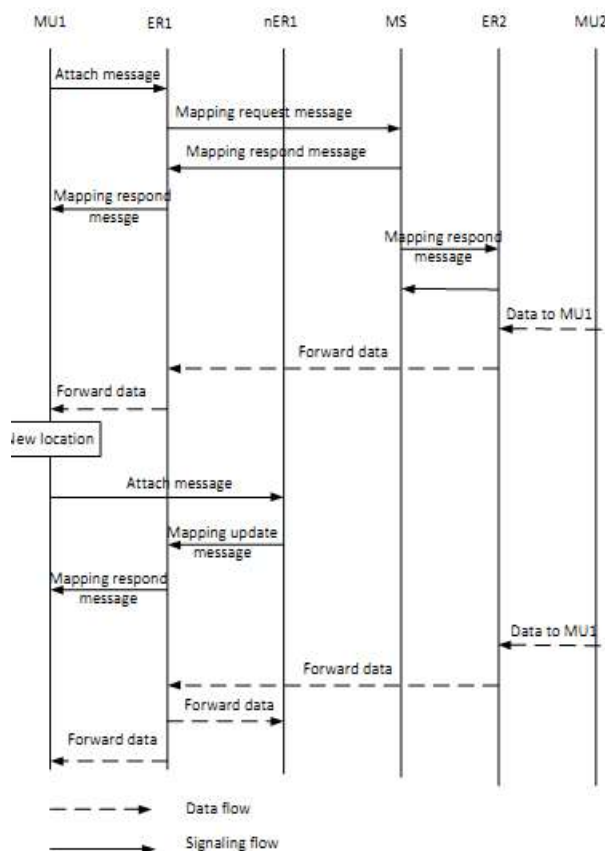 MU1 ER1 nER1 MS ER2 MU2
Attach message
Mapping request message
Mapping respond message
Mapping respond
messge
Mapping respond
message
Data to MU1
Forward data
Forward data
New location
Attach message
Mapping update
message
Mapping respond
message
Data to MU1
Forward data
Forward data
Forward data
Data flow
Signaling flow